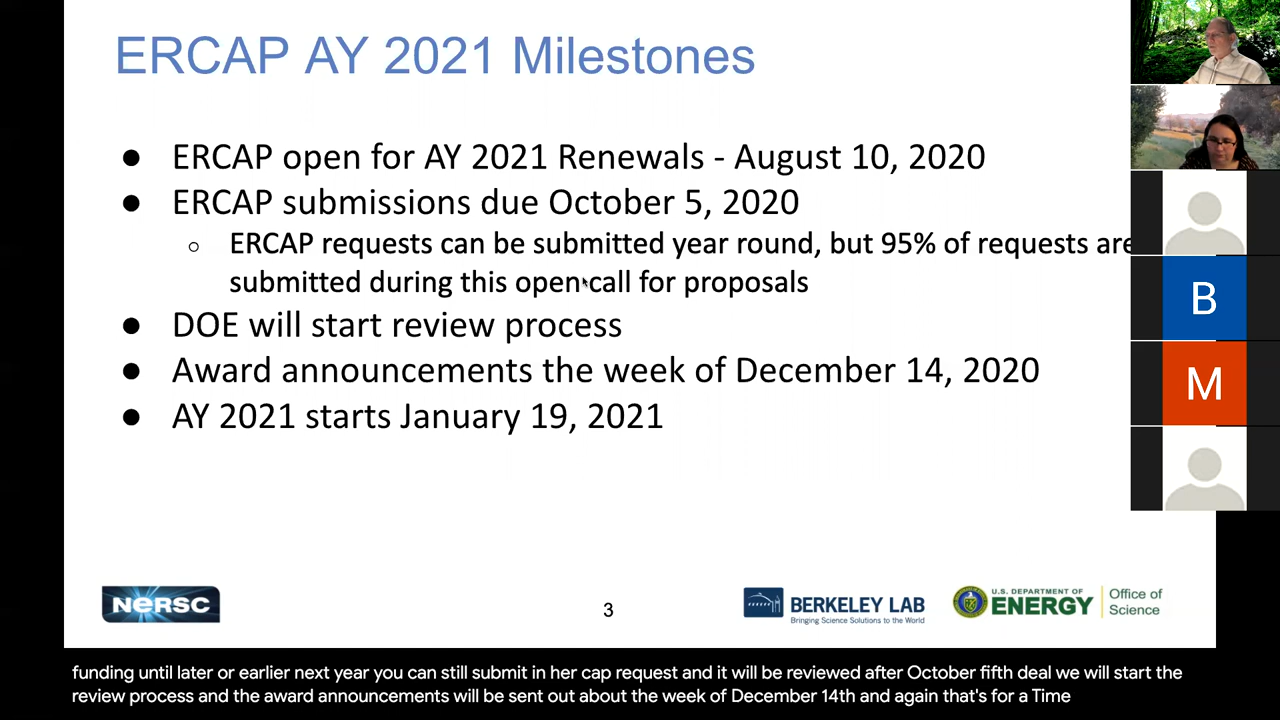 ERCAP AY 2021 Milestones
● ERCAP open for AY 2021 Renewals - August 10, 2020
● ERCAP submissions due October 5, 2020
○ ERCAP requests can be submitted year round, but 95% of requests are
submitted during this open call for proposals
● DOE will start review process
● Award announcements the week of December 14, 2020
● AY 2021 starts January 19, 2021
B
M
NERSC
3
BERKELEY LAB
Bringing Science Solutions to the World
U.S. DEPARTMENT OF
ENERGY
Office of
Science
funding until later or earlier next year you can still submit in her cap request and it will be reviewed after October fifth deal we will start the
review process and the award announcements will be sent out about the week of December 14th and again that's for a Time